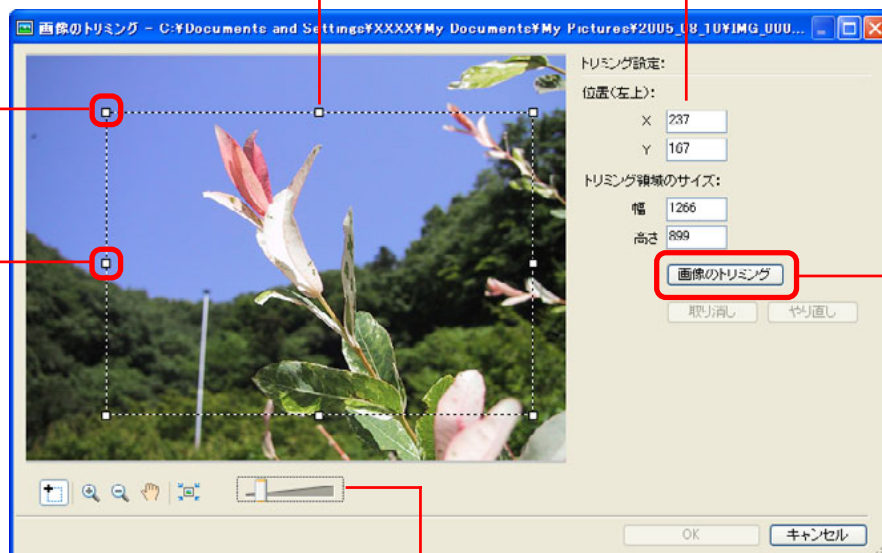 画像のトリミング - C:¥Documents and Settings¥XXXX¥My Documents¥My Pictures¥2005_08_10¥IMG_000...
トリミング設定:
位置(左上):
X 237
Y 167
トリミング領域のサイズ:
幅 1266
高さ 899
画像のトリミング
取り消し やり直し
OK キャンセル